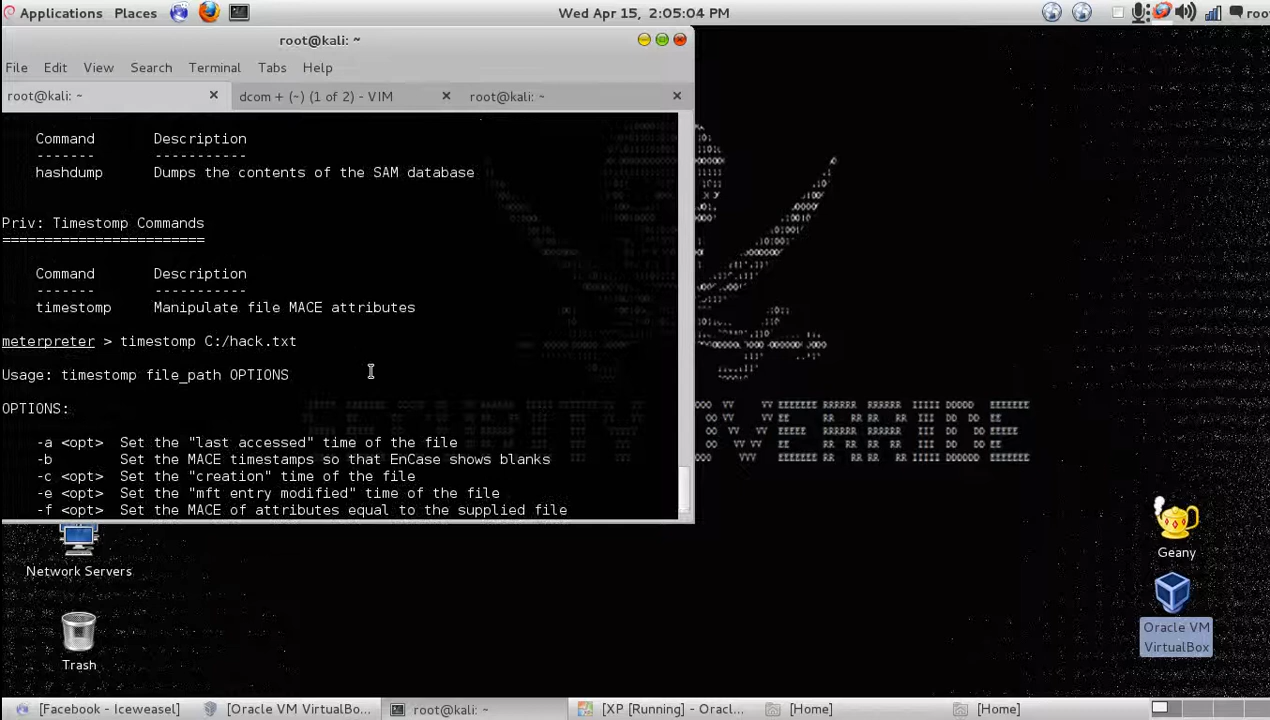 Applications Places
Wed Apr 15, 2:05:04 PM
root
root@kali: ~
File Edit View Search Terminal Tabs Help
root@kali: ~
dcom + (~) (1 of 2) - VIM
root@kali: ~
Command Description
------- -----------
hashdump Dumps the contents of the SAM database
Priv: Timestomp Commands
========================
Command Description
------- -----------
timestomp Manipulate file MACE attributes
meterpreter > timestomp C:/hack.txt
Usage: timestomp file_path OPTIONS
OPTIONS:
-a <opt> Set the "last accessed" time of the file
-b Set the MACE timestamps so that EnCase shows blanks
-c <opt> Set the "creation" time of the file
-e <opt> Set the "mft entry modified" time of the file
-f <opt> Set the MACE of attributes equal to the supplied file
Network Servers
Trash
Geany
Oracle VM
VirtualBox
[Facebook - Iceweasel]
[Oracle VM VirtualBo...
root@kali: ~
[XP [Running] - Oracl...
[Home]
[Home]